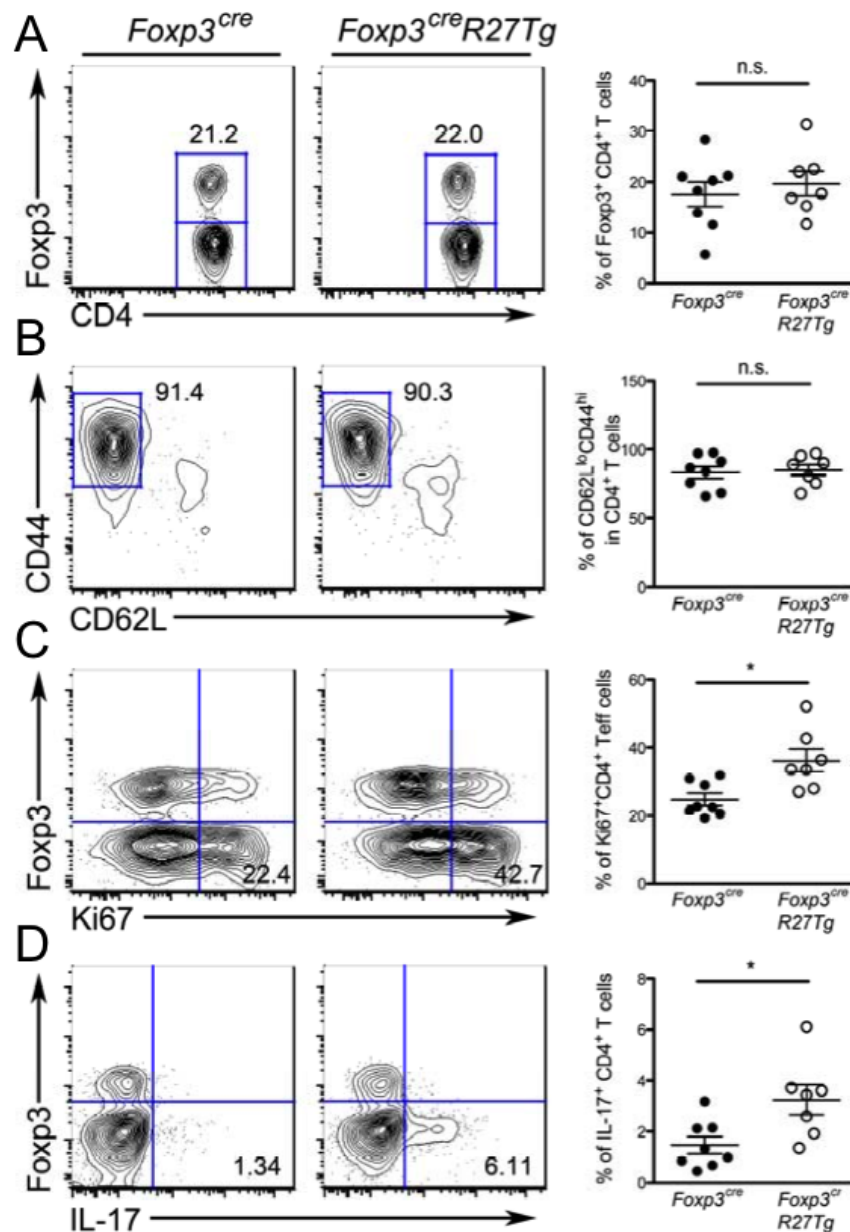 A
Foxp3cre
Foxp3creR27Tg
Foxp3
21.2
22.0
CD4
% of Foxp3+ CD4+ T cells
40
30
20
10
0
n.s.
Foxp3cre
Foxp3cre
R27Tg
B
CD44
91.4
90.3
CD62L
% of CD62LloCD44hi
in CD4+ T cells
150
100
50
0
n.s.
Foxp3cre
Foxp3cre
R27Tg
C
Foxp3
22.4
42.7
Ki67
% of Ki67+CD4+ Teff cells
60
40
20
0
*
Foxp3cre
Foxp3cre
R27Tg
D
Foxp3
1.34
6.11
IL-17
% of IL-17+ CD4+ T cells
8
6
4
2
0
*
Foxp3cre
Foxp3cr
R27Tg